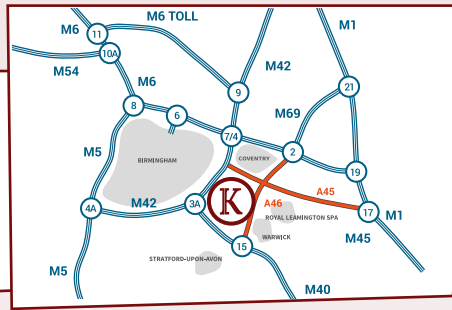 M6 TOLL
M1
M6
11
10A
M54
M42
M6
9
21
8
6
M69
7/4
M5
BIRMINGHAM
COVENTRY
2
19
A45
M42
3A
K
A46
4A
ROYAL LEAMINGTON SPA
17
M1
WARWICK
M45
15
STRATFORD-UPON-AVON
M5
M40